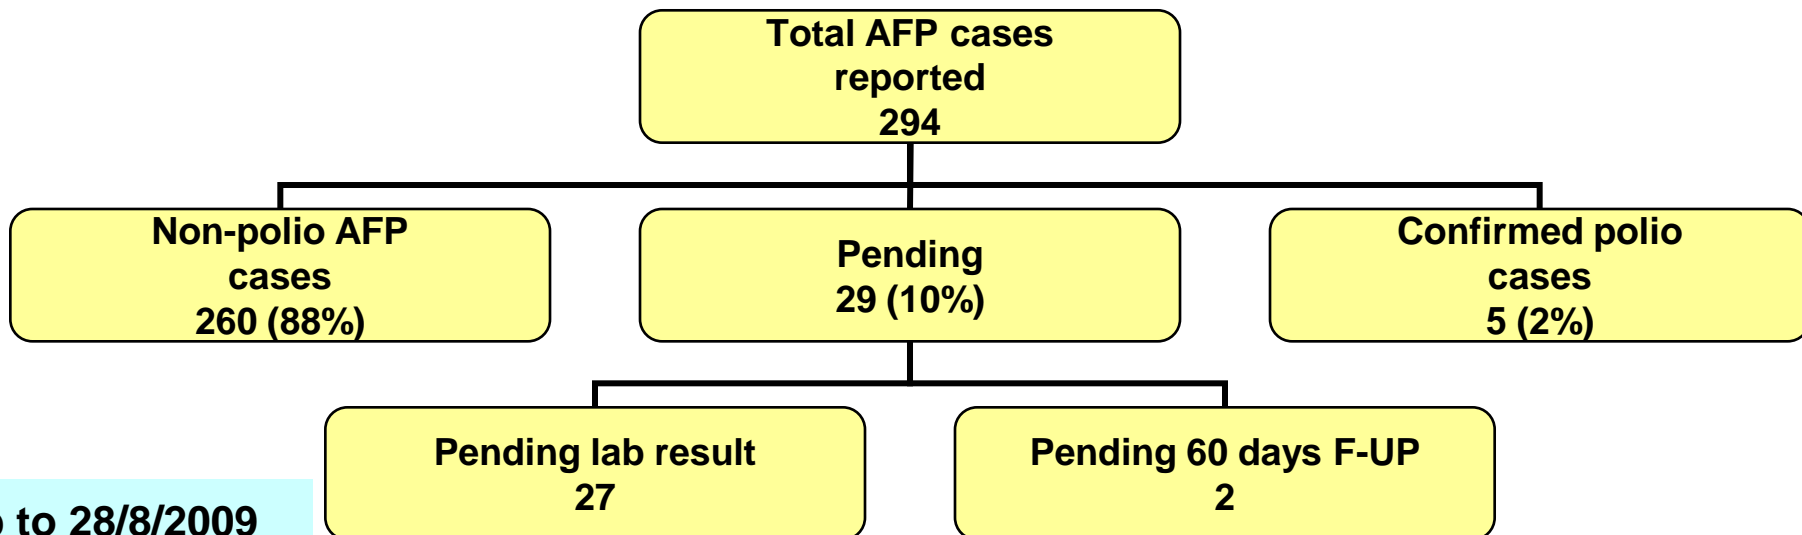 Total AFP cases
reported
294
Non-polio AFP
cases
260 (88%)
Pending
29 (10%)
Confirmed polio
cases
5 (2%)
Pending lab result
27
Pending 60 days F-UP
2
to 28/8/2009